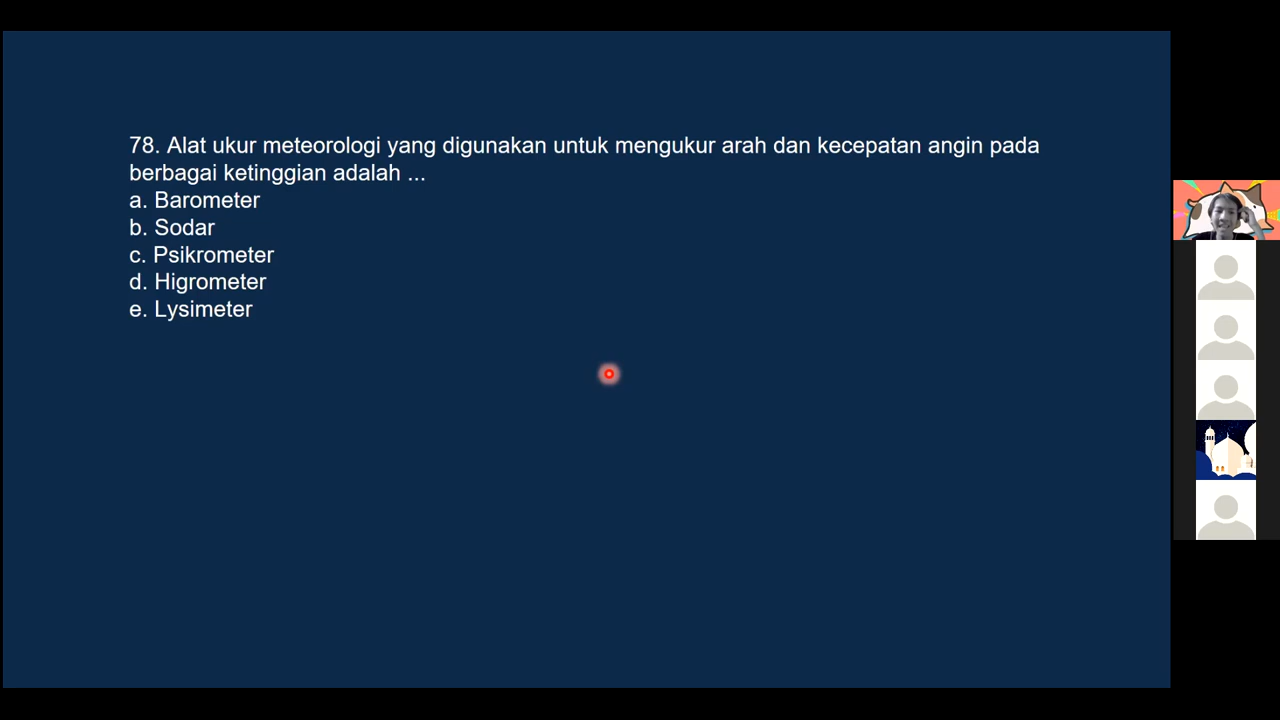 78. Alat ukur meteorologi yang digunakan untuk mengukur arah dan kecepatan angin pada
berbagai ketinggian adalah ...
a. Barometer
b. Sodar
c. Psikrometer
d. Higrometer
e. Lysimeter